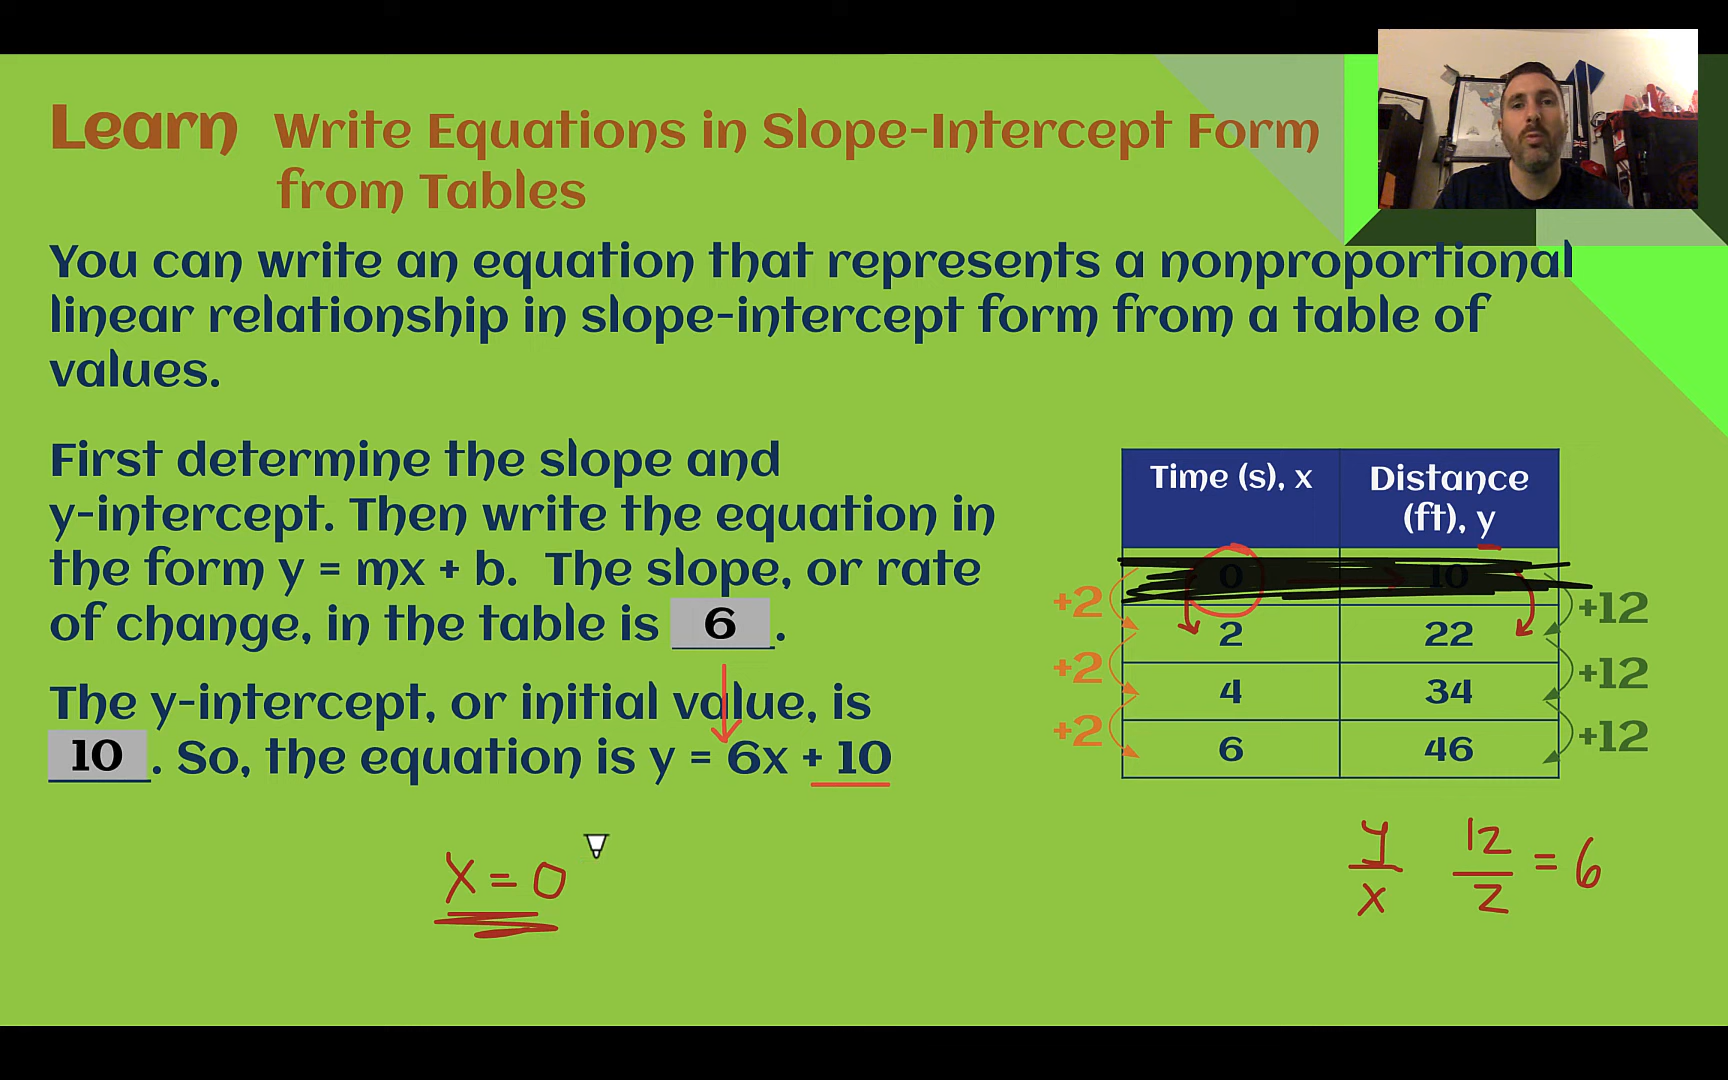 Learn Write Equations in Slope-Intercept Form
from Tables
You can write an equation that represents a nonproportional
linear relationship in slope-intercept form from a table of
values.
First determine the slope and
y-intercept. Then write the equation in
the form y = mx + b. The slope, or rate
of change, in the table is 6.
The y-intercept, or initial value, is
10. So, the equation is y = 6x + 10
x = 0
Time (s), x Distance
(ft), y
0 10
+2 +12
2 22
+2 +12
4 34
+2 +12
6 46
y/x 12/2 = 6